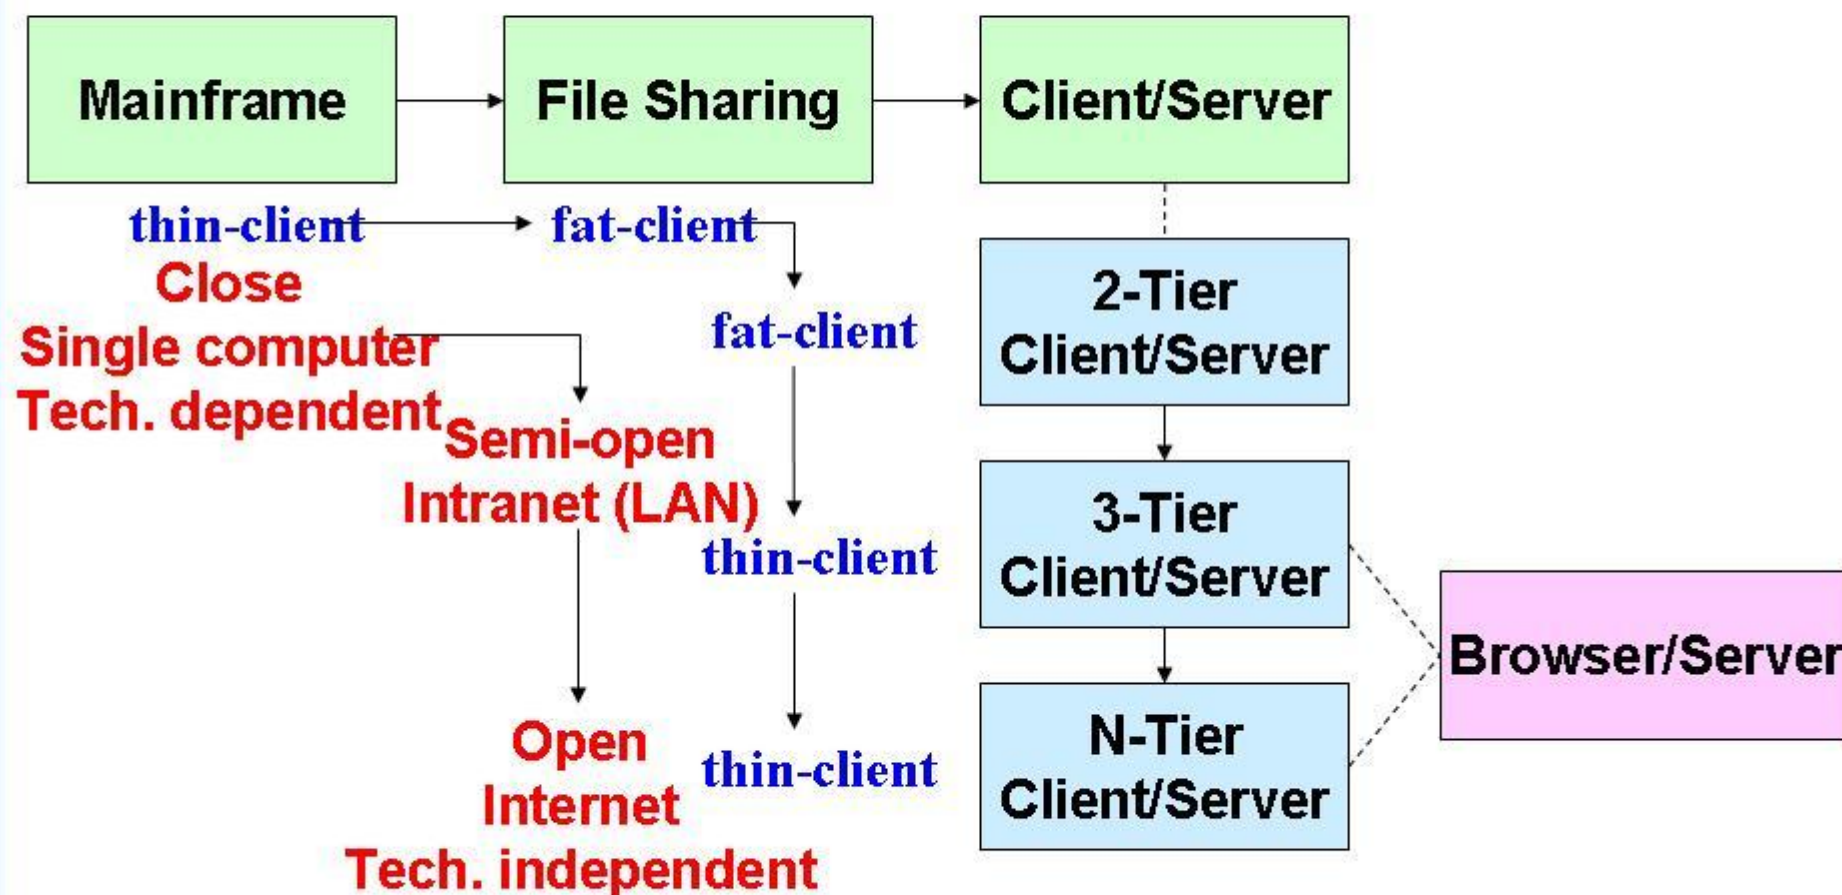 Mainframe
File Sharing
Client/Server
thin-client
fat-client
Close
Single computer
Tech. dependent
fat-client
2-Tier
Client/Server
Semi-open
Intranet (LAN)
thin-client
3-Tier
Client/Server
Browser/Server
Open
Internet
Tech. independent
thin-client
N-Tier
Client/Server